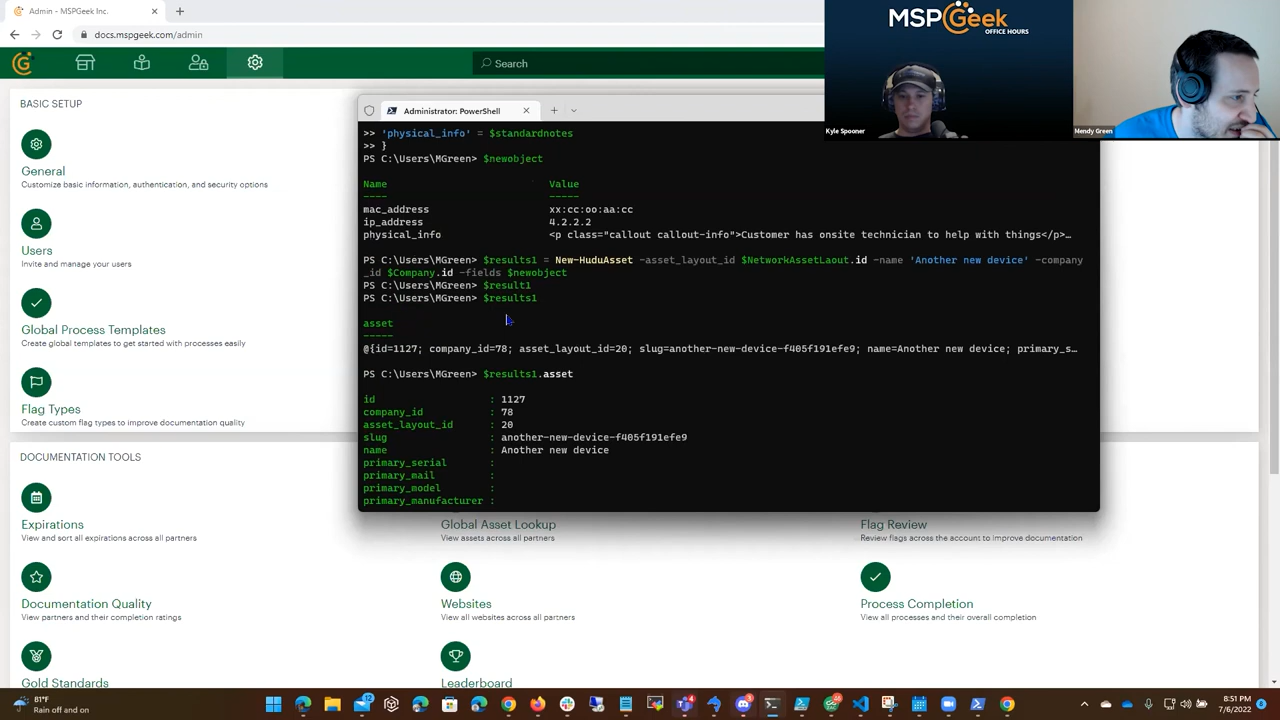 Admin - MSPGeek Inc.
docs.mspgeek.com/admin
Search
MSPGeek
OFFICE HOURS
Kyle Spooner
Mendy Green
BASIC SETUP
General
Customize basic information, authentication, and security options
Users
Invite and manage your users
Global Process Templates
Create global templates to get started with processes easily
Flag Types
Create custom flag types to improve documentation quality
Administrator: PowerShell
>> 'physical_info' = $standardnotes
>> }
PS C:\Users\MGreen> $newobject
Name Value
---- -----
mac_address xx:cc:oo:aa:cc
ip_address 4.2.2.2
physical_info <p class="callout callout-info">Customer has onsite technician to help with things</p>…
PS C:\Users\MGreen> $results1 = New-HuduAsset -asset_layout_id $NetworkAssetLaout.id -name 'Another new device' -company
_id $Company.id -fields $newobject
PS C:\Users\MGreen> $result1
PS C:\Users\MGreen> $results1
asset
-----
@{id=1127; company_id=78; asset_layout_id=20; slug=another-new-device-f405f191efe9; name=Another new device; primary_s…
PS C:\Users\MGreen> $results1.asset
id : 1127
company_id : 78
asset_layout_id : 20
slug : another-new-device-f405f191efe9
name : Another new device
primary_serial :
primary_mail :
primary_model :
primary_manufacturer :
DOCUMENTATION TOOLS
Expirations
View and sort all expirations across all partners
Global Asset Lookup
View assets across all partners
Flag Review
Review flags across the account to improve documentation
Documentation Quality
View partners and their completion ratings
Websites
View all websites across all partners
Process Completion
View all processes and their overall completion
Gold Standards
Leaderboard
81°F
Rain off and on
12
4
3
46
8:51 PM
7/6/2022